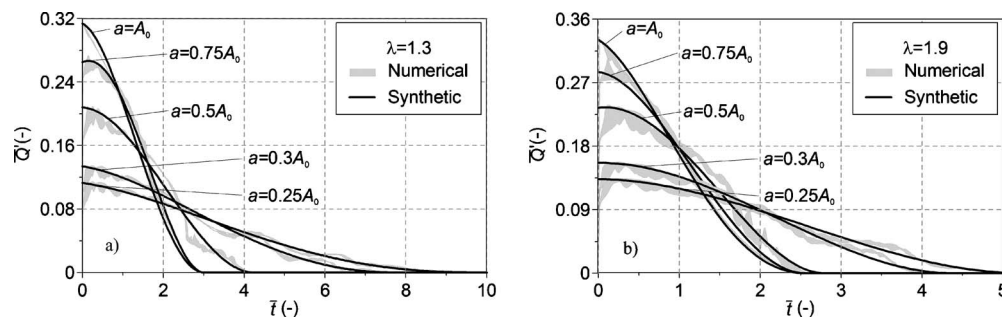 0.32
0.24
0.16
0.08
0
Q̅'(-)
a=A₀
a=0.75A₀
a=0.5A₀
a=0.3A₀
a=0.25A₀
λ=1.3
Numerical
Synthetic
a)
0 2 4 6 8 10
t̅ (-)
0.36
0.27
0.18
0.09
0
Q̅'(-)
a=A₀
a=0.75A₀
a=0.5A₀
a=0.3A₀
a=0.25A₀
λ=1.9
Numerical
Synthetic
b)
0 1 2 3 4 5
t̅ (-)